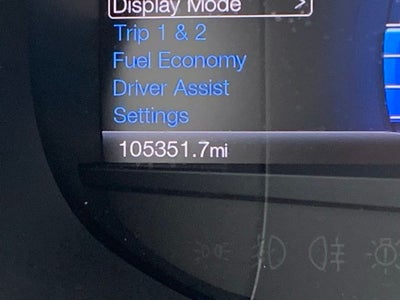 Display Mode >
Trip 1 & 2
Fuel Economy
Driver Assist
Settings
105351.7mi